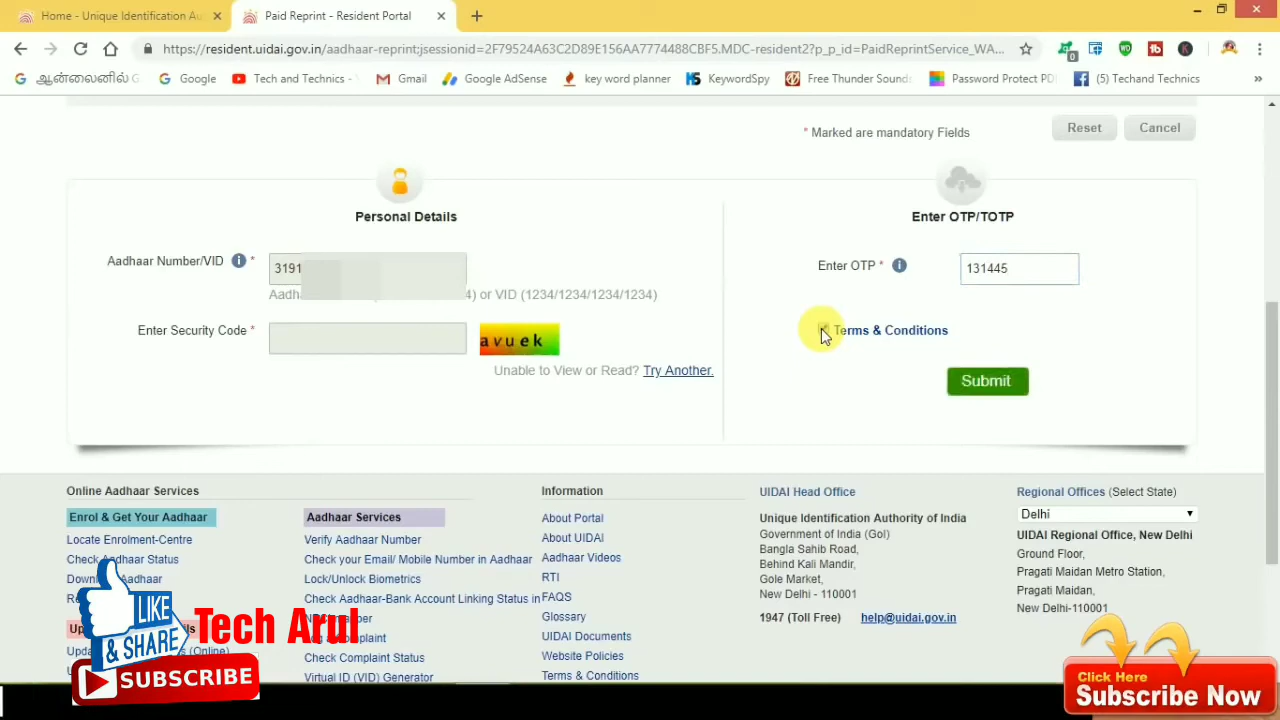 Home - Unique Identification Au
Paid Reprint - Resident Portal
https://resident.uidai.gov.in/aadhaar-reprint;jsessionid=2F79524A63C2D89E156AA7774488CBF5.MDC-resident2?p_p_id=PaidReprintService_WA...
ஆன்லைனில்
Google
Tech and Technics -
Gmail
Google AdSense
key word planner
KeywordSpy
Free Thunder Soun
Password Protect PD
(5) Techand Technics
* Marked are mandatory Fields
Reset
Cancel
Personal Details
Enter OTP/TOTP
Aadhaar Number/VID *
3191
Aadh
4) or VID (1234/1234/1234/1234)
Enter OTP *
131445
Enter Security Code *
avuek
Terms & Conditions
Unable to View or Read? Try Another.
Submit
Online Aadhaar Services
Enrol & Get Your Aadhaar
Locate Enrolment-Centre
Check Aadhaar Status
Aadhaar
Aadhaar Services
Verify Aadhaar Number
Check your Email/ Mobile Number in Aadhaar
Lock/Unlock Biometrics
Check Aadhaar-Bank Account Linking Status in
Check Complaint Status
Virtual ID (VID) Generator
Information
About Portal
About UIDAI
Aadhaar Videos
RTI
FAQS
Glossary
UIDAI Documents
Website Policies
Terms & Conditions
UIDAI Head Office
Unique Identification Authority of India
Government of India (GoI)
Bangla Sahib Road,
Behind Kali Mandir,
Gole Market,
New Delhi - 110001
1947 (Toll Free)
help@uidai.gov.in
Regional Offices (Select State)
Delhi
UIDAI Regional Office, New Delhi
Ground Floor,
Pragati Maidan Metro Station,
Pragati Maidan,
New Delhi-110001
LIKE
& SHARE
Tech Arul
SUBSCRIBE
Click Here
Subscribe Now